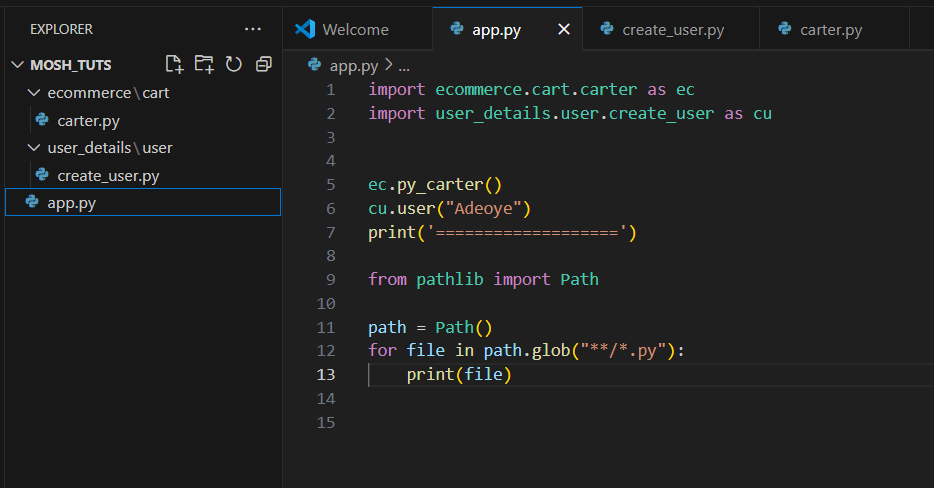 EXPLORER ...
MOSH_TUTS
ecommerce\cart
carter.py
user_details\user
create_user.py
app.py
Welcome app.py create_user.py carter.py
app.py > ...
1 import ecommerce.cart.carter as ec
2 import user_details.user.create_user as cu
3
4
5 ec.py_carter()
6 cu.user("Adeoye")
7 print('===================')
8
9 from pathlib import Path
10
11 path = Path()
12 for file in path.glob("**/*.py"):
13     print(file)
14
15